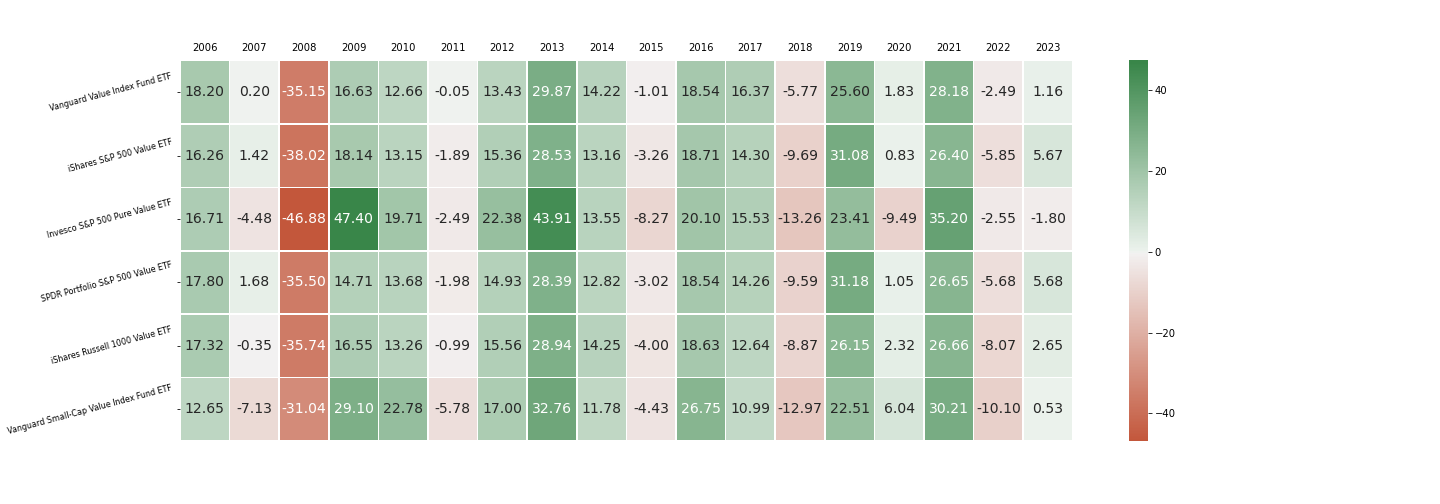 2006 2007 2008 2009 2010 2011 2012 2013 2014 2015 2016 2017 2018 2019 2020 2021 2022 2023
Vanguard Value Index Fund ETF 18.20 0.20 -35.15 16.63 12.66 -0.05 13.43 29.87 14.22 -1.01 18.54 16.37 -5.77 25.60 1.83 28.18 -2.49 1.16
iShares S&P 500 Value ETF 16.26 1.42 -38.02 18.14 13.15 -1.89 15.36 28.53 13.16 -3.26 18.71 14.30 -9.69 31.08 0.83 26.40 -5.85 5.67
Invesco S&P 500 Pure Value ETF 16.71 -4.48 -46.88 47.40 19.71 -2.49 22.38 43.91 13.55 -8.27 20.10 15.53 -13.26 23.41 -9.49 35.20 -2.55 -1.80
SPDR Portfolio S&P 500 Value ETF 17.80 1.68 -35.50 14.71 13.68 -1.98 14.93 28.39 12.82 -3.02 18.54 14.26 -9.59 31.18 1.05 26.65 -5.68 5.68
iShares Russell 1000 Value ETF 17.32 -0.35 -35.74 16.55 13.26 -0.99 15.56 28.94 14.25 -4.00 18.63 12.64 -8.87 26.15 2.32 26.66 -8.07 2.65
Vanguard Small-Cap Value Index Fund ETF 12.65 -7.13 -31.04 29.10 22.78 -5.78 17.00 32.76 11.78 -4.43 26.75 10.99 -12.97 22.51 6.04 30.21 -10.10 0.53
40
20
0
−20
−40